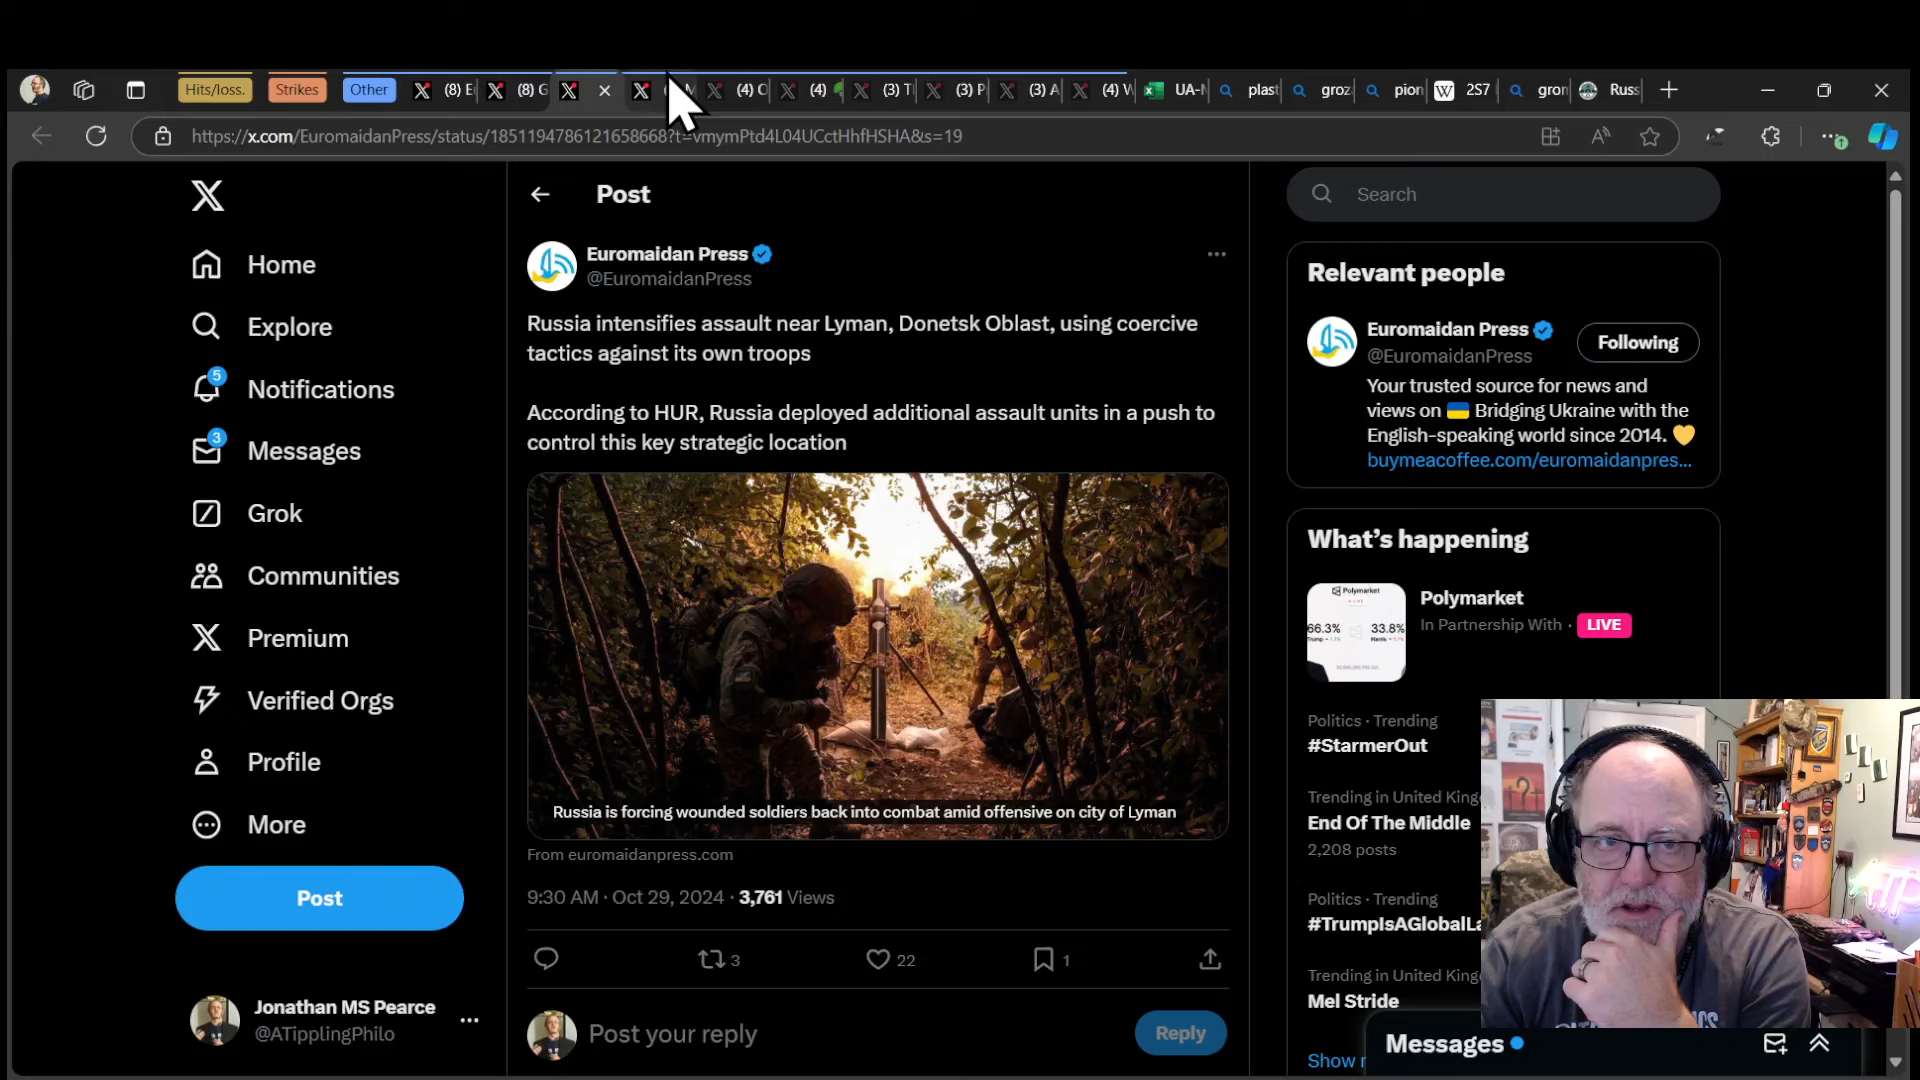 Hits/loss.
Strikes
Other
(8) E
(8) G
(4) C
(4)
(3) T
(3) P
(3) A
(4) W
UA-N
plast
groz
pion
2S7
gron
Russ
https://x.com/EuromaidanPress/status/1851194786121658668?t=vmymPtd4L04UCctHhfHSHA&s=19
Home
Explore
5
Notifications
3
Messages
Grok
Communities
Premium
Verified Orgs
Profile
More
Post
Jonathan MS Pearce
@ATipplingPhilo
Post
Euromaidan Press
@EuromaidanPress
Russia intensifies assault near Lyman, Donetsk Oblast, using coercive
tactics against its own troops
According to HUR, Russia deployed additional assault units in a push to
control this key strategic location
Russia is forcing wounded soldiers back into combat amid offensive on city of Lyman
From euromaidanpress.com
9:30 AM · Oct 29, 2024 · 3,761 Views
3
22
1
Post your reply
Reply
Search
Relevant people
Euromaidan Press
@EuromaidanPress
Following
Your trusted source for news and
views on 🇺🇦 Bridging Ukraine with the
English-speaking world since 2014. 💛
buymeacoffee.com/euromaidanpres...
What's happening
Polymarket
66.3%
33.8%
Polymarket
In Partnership With · LIVE
Politics · Trending
#StarmerOut
Trending in United King
End Of The Middle
2,208 posts
Politics · Trending
#TrumpIsAGlobalLa
Trending in United King
Mel Stride
Show
Messages